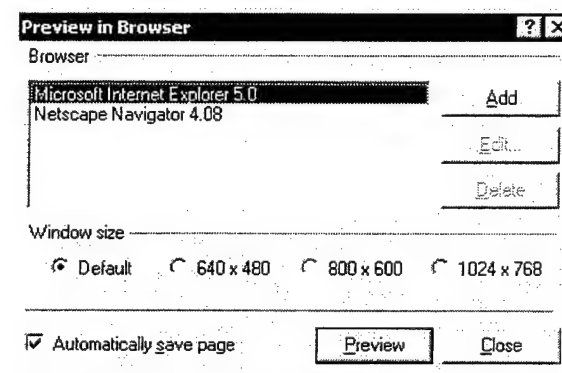 Preview in Browser
Browser
Microsoft Internet Explorer 5.0
Netscape Navigator 4.08
Add
Edit...
Delete
Window size
Default 640 x 480 800 x 600 1024 x 768
Automatically save page Preview Close